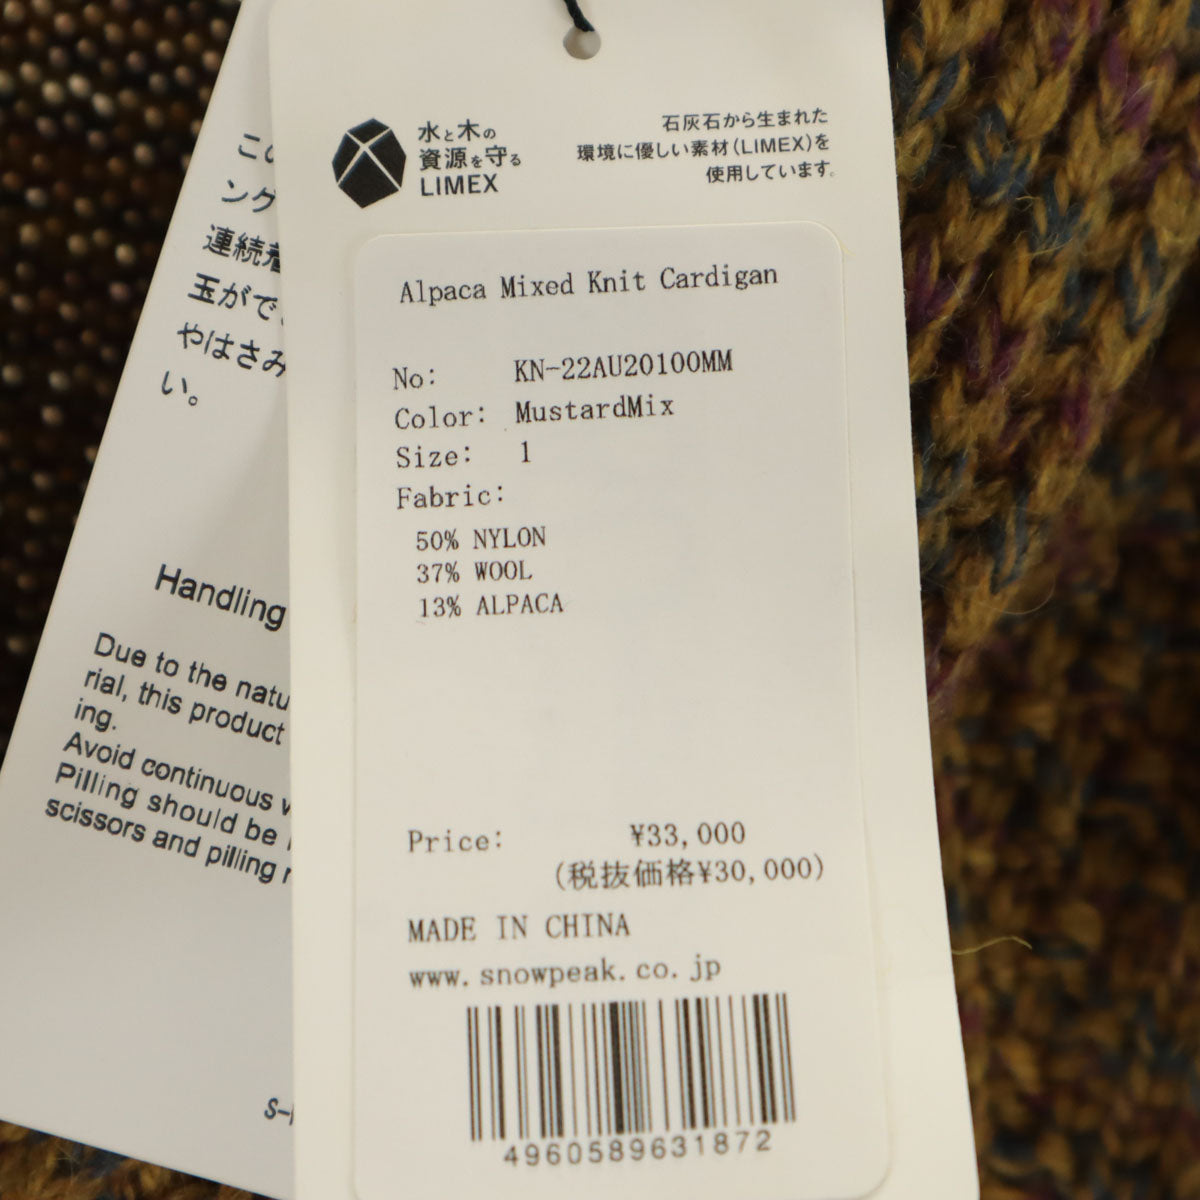 水と木の
資源を守る
LIMEX
石灰石から生まれた
環境に優しい素材(LIMEX)を
使用しています。
Alpaca Mixed Knit Cardigan
No: KN-22AU20100MM
Color: MustardMix
Size: 1
Fabric:
50% NYLON
37% WOOL
13% ALPACA
Price: ¥33,000
(税抜価格¥30,000)
MADE IN CHINA
www.snowpeak.co.jp
4960589631872
この
ング
連続着
玉がで
やはさみ
い。
Handling
Due to the natu
rial, this product
ing.
Avoid continuous
Pilling should be
scissors and pilling
S-